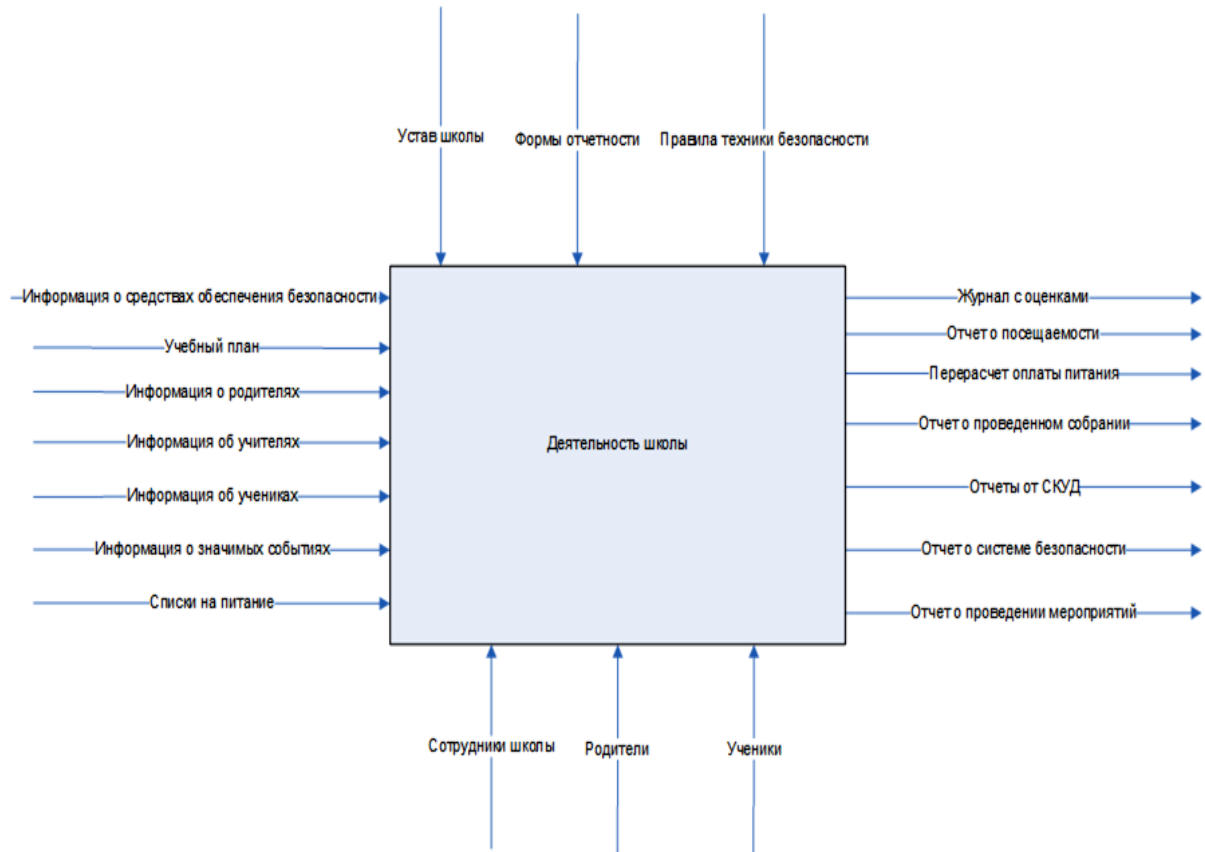 Устав школы
Формы отчетности
Правила техники безопасности
Информация о средствах обеспечения безопасности
Учебный план
Информация о родителях
Информация об учителях
Информация об учениках
Информация о значимых событиях
Списки на питание
Деятельность школы
Журнал с оценками
Отчет о посещаемости
Перерасчет оплаты питания
Отчет о проведенном собрании
Отчеты от СКУД
Отчет о системе безопасности
Отчет о проведении мероприятий
Сотрудники школы
Родители
Ученики